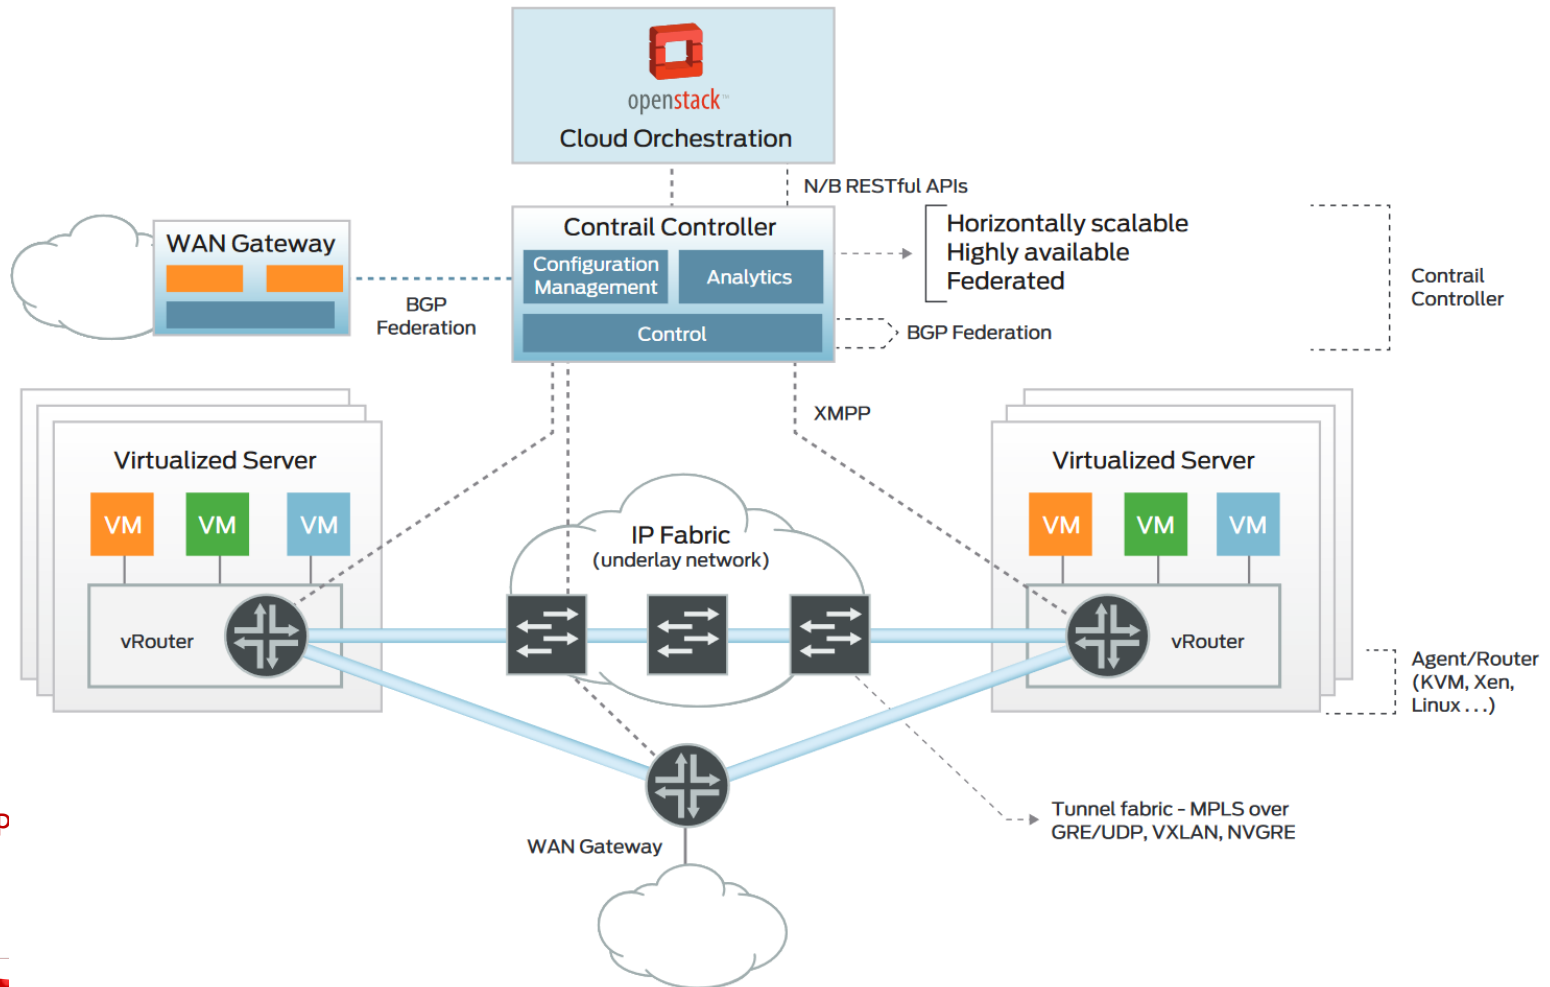 openstack™
Cloud Orchestration
N/B RESTful APIs
WAN Gateway
BGP
Federation
Contrail Controller
Configuration
Management
Analytics
Control
Horizontally scalable
Highly available
Federated
BGP Federation
Contrail
Controller
XMPP
Virtualized Server
VM
VM
VM
vRouter
IP Fabric
(underlay network)
Virtualized Server
VM
VM
VM
vRouter
Agent/Router
(KVM, Xen,
Linux . . .)
Tunnel fabric - MPLS over
GRE/UDP, VXLAN, NVGRE
WAN Gateway